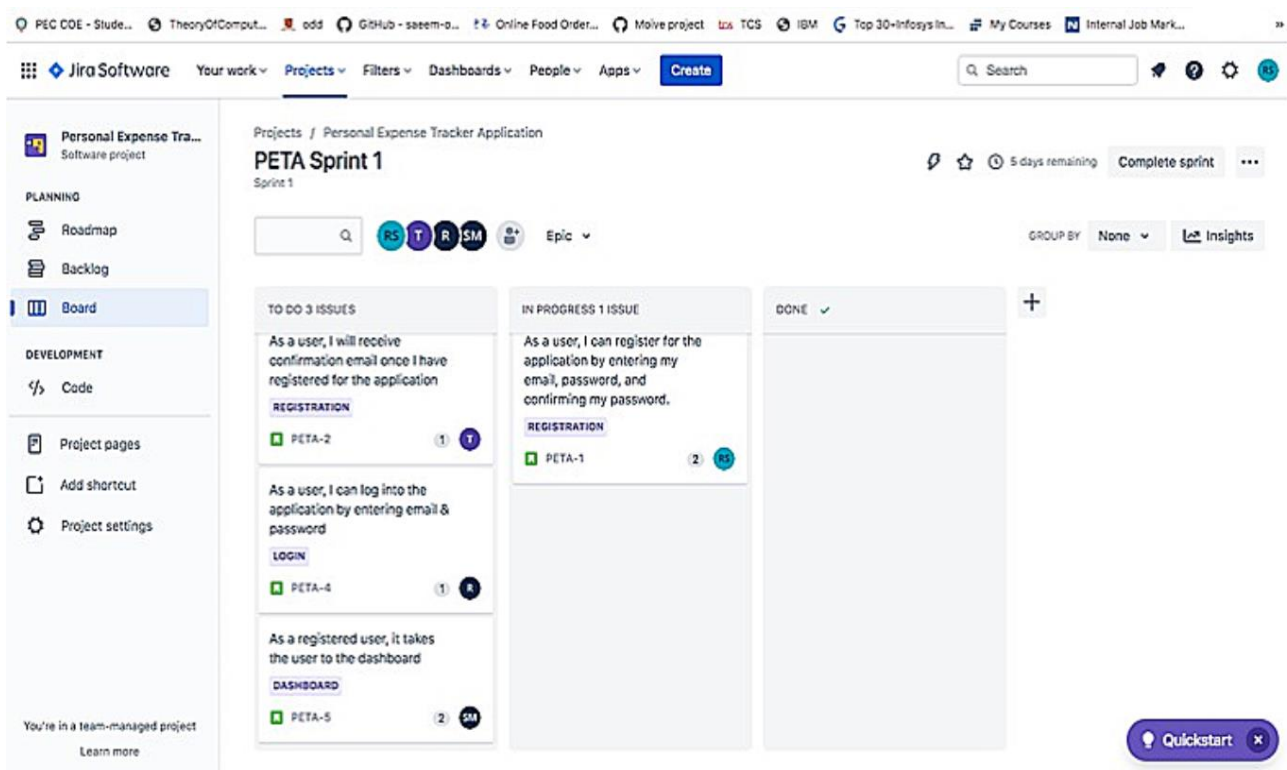 PEC COE - Stude... TheoryOfComput... odd GitHub - saeem-o... Online Food Order... Moive project tcs TCS IBM Top 30+Infosys In... My Courses Internal Job Mark... »
Jira Software Your work Projects Filters Dashboards People Apps Create Search RS
Personal Expense Tra...
Software project
PLANNING
Roadmap
Backlog
Board
DEVELOPMENT
Code
Project pages
Add shortcut
Project settings
You're in a team-managed project
Learn more
Projects / Personal Expense Tracker Application
PETA Sprint 1
Sprint 1
5 days remaining Complete sprint
RS T R SM Epic
GROUP BY None Insights
TO DO 3 ISSUES
As a user, I will receive
confirmation email once I have
registered for the application
REGISTRATION
PETA-2 1 T
As a user, I can log into the
application by entering email &
password
LOGIN
PETA-4 1 R
As a registered user, it takes
the user to the dashboard
DASHBOARD
PETA-5 2 SM
IN PROGRESS 1 ISSUE
As a user, I can register for the
application by entering my
email, password, and
confirming my password.
REGISTRATION
PETA-1 2 RS
DONE
+
Quickstart ×